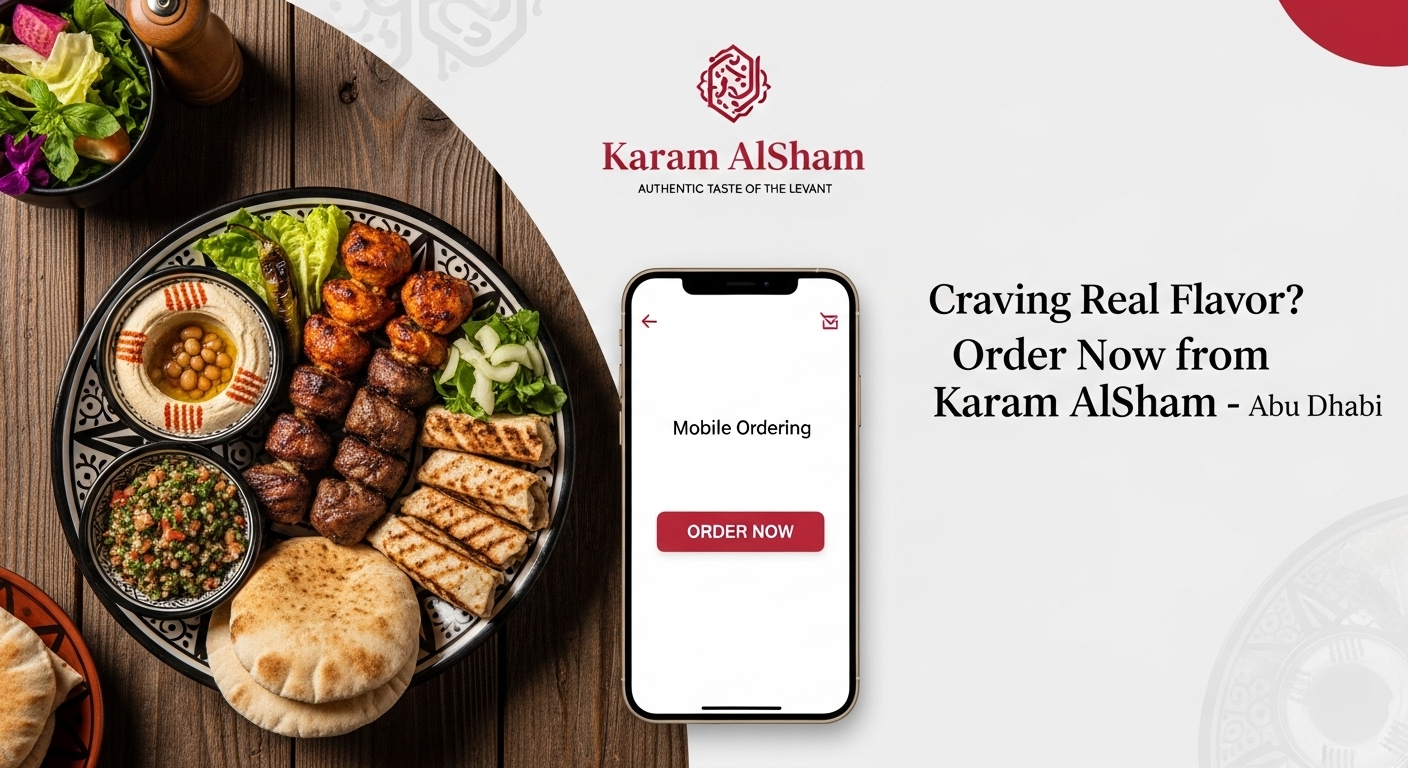 Karam AlSham
AUTHENTIC TASTE OF THE LEVANT
Mobile Ordering
ORDER NOW
Craving Real Flavor?
Order Now from
Karam AlSham - Abu Dhabi